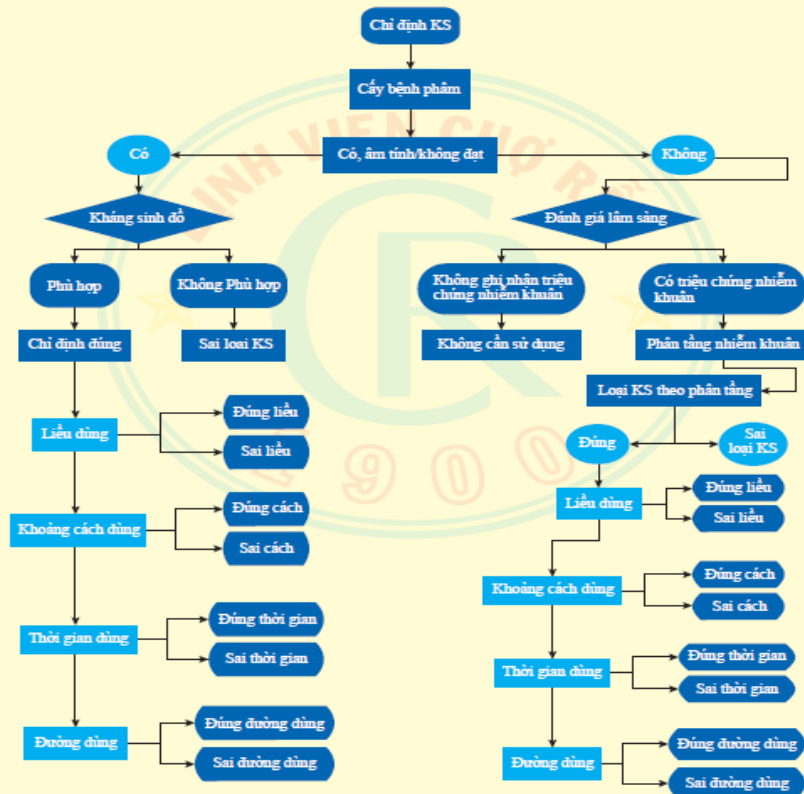 Chỉ định KS
Cấy bệnh phẩm
Có
Có, âm tính/không đạt
Không
Kháng sinh đồ
Đánh giá lâm sàng
Phù hợp
Không Phù hợp
Không ghi nhận triệu
chứng nhiễm khuẩn
Có triệu chứng nhiễm
khuẩn
Chỉ định đúng
Sai loại KS
Không cần sử dụng
Phân tầng nhiễm khuẩn
Loại KS theo phân tầng
Liều dùng
Đúng liều
Sai liều
Đúng
Sai
loại KS
Liều dùng
Đúng liều
Sai liều
Khoảng cách dùng
Đúng cách
Sai cách
Khoảng cách dùng
Đúng cách
Sai cách
Thời gian dùng
Đúng thời gian
Sai thời gian
Thời gian dùng
Đúng thời gian
Sai thời gian
Đường dùng
Đúng đường dùng
Sai đường dùng
Đường dùng
Đúng đường dùng
Sai đường dùng
CR
1900